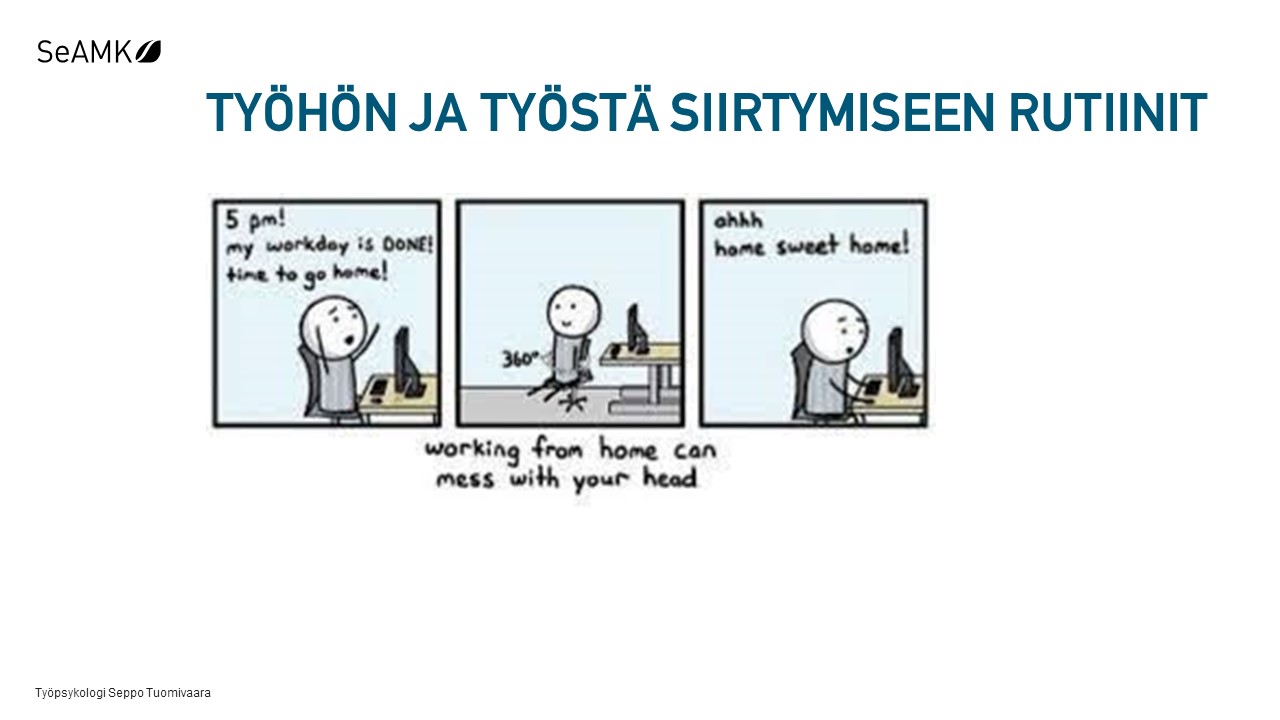 SeAMK
TYÖHÖN JA TYÖSTÄ SIIRTYMISEEN RUTIINIT
5 pm!
my workday is DONE!
time to go home!
360°
ahhh
home sweet home!
working from home can
mess with your head
Työpsykologi Seppo Tuomivaara